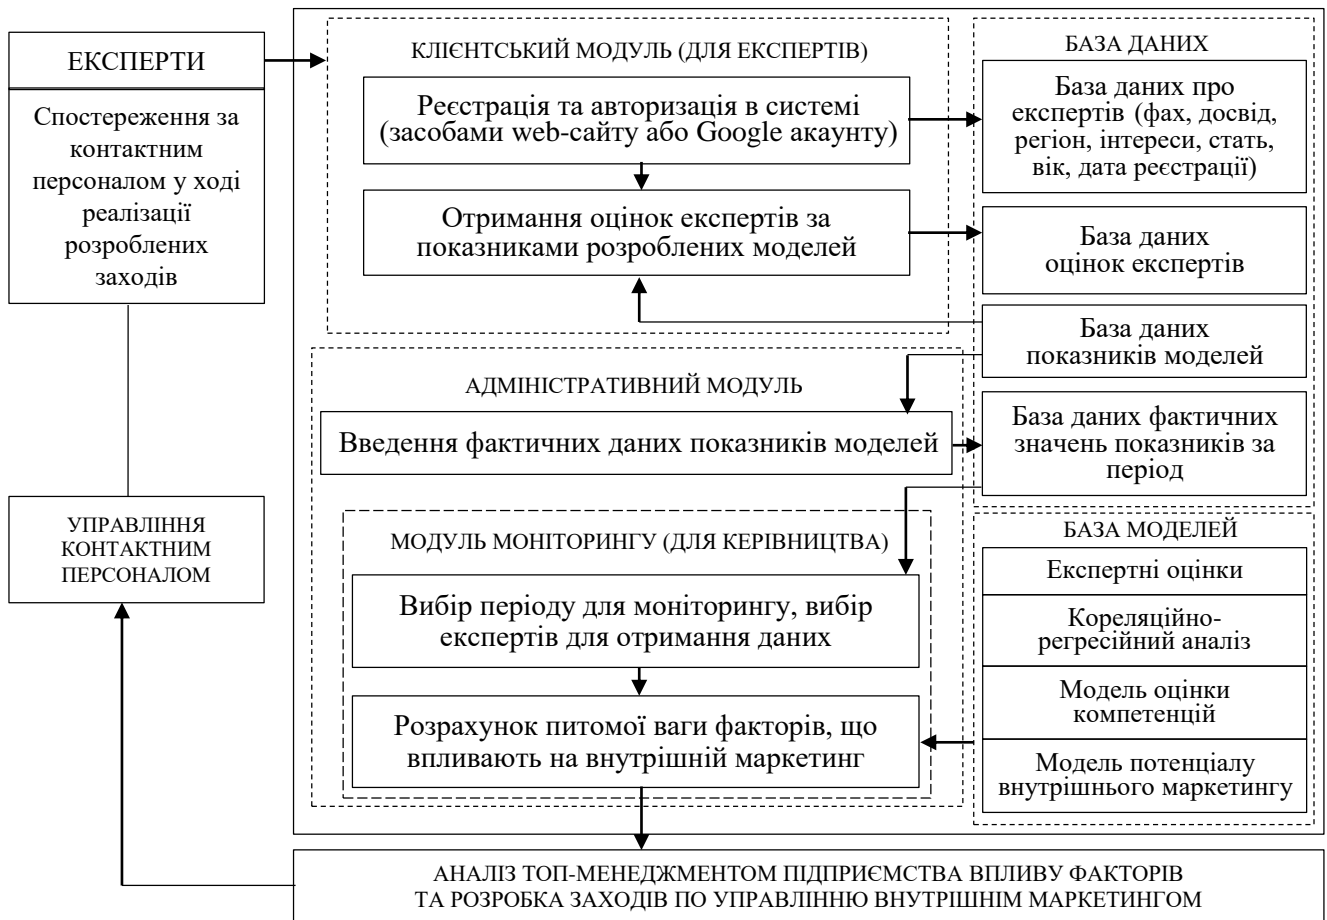 ЕКСПЕРТИ
Спостереження за
контактним
персоналом у ході
реалізації
розроблених
заходів
УПРАВЛІННЯ
КОНТАКТНИМ
ПЕРСОНАЛОМ
КЛІЄНТСЬКИЙ МОДУЛЬ (ДЛЯ ЕКСПЕРТІВ)
Реєстрація та авторизація в системі
(засобами web-сайту або Google акаунту)
Отримання оцінок експертів за
показниками розроблених моделей
АДМІНІСТРАТИВНИЙ МОДУЛЬ
Введення фактичних даних показників моделей
МОДУЛЬ МОНІТОРИНГУ (ДЛЯ КЕРІВНИЦТВА)
Вибір періоду для моніторингу, вибір
експертів для отримання даних
Розрахунок питомої ваги факторів, що
впливають на внутрішній маркетинг
БАЗА ДАНИХ
База даних про
експертів (фах, досвід,
регіон, інтереси, стать,
вік, дата реєстрації)
База даних
оцінок експертів
База даних
показників моделей
База даних фактичних
значень показників за
період
БАЗА МОДЕЛЕЙ
Експертні оцінки
Кореляційно-
регресійний аналіз
Модель оцінки
компетенцій
Модель потенціалу
внутрішнього маркетингу
АНАЛІЗ ТОП-МЕНЕДЖМЕНТОМ ПІДПРИЄМСТВА ВПЛИВУ ФАКТОРІВ
ТА РОЗРОБКА ЗАХОДІВ ПО УПРАВЛІННЮ ВНУТРІШНІМ МАРКЕТИНГОМ